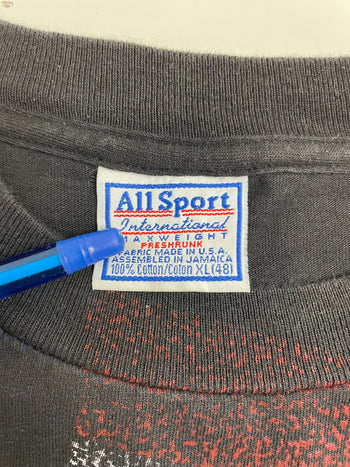 All Sport
International
MAXWEIGHT
PRESHRUNK
FABRIC MADE IN U.S.A.
ASSEMBLED IN JAMAICA
100% Cotton/Coton XL(48)